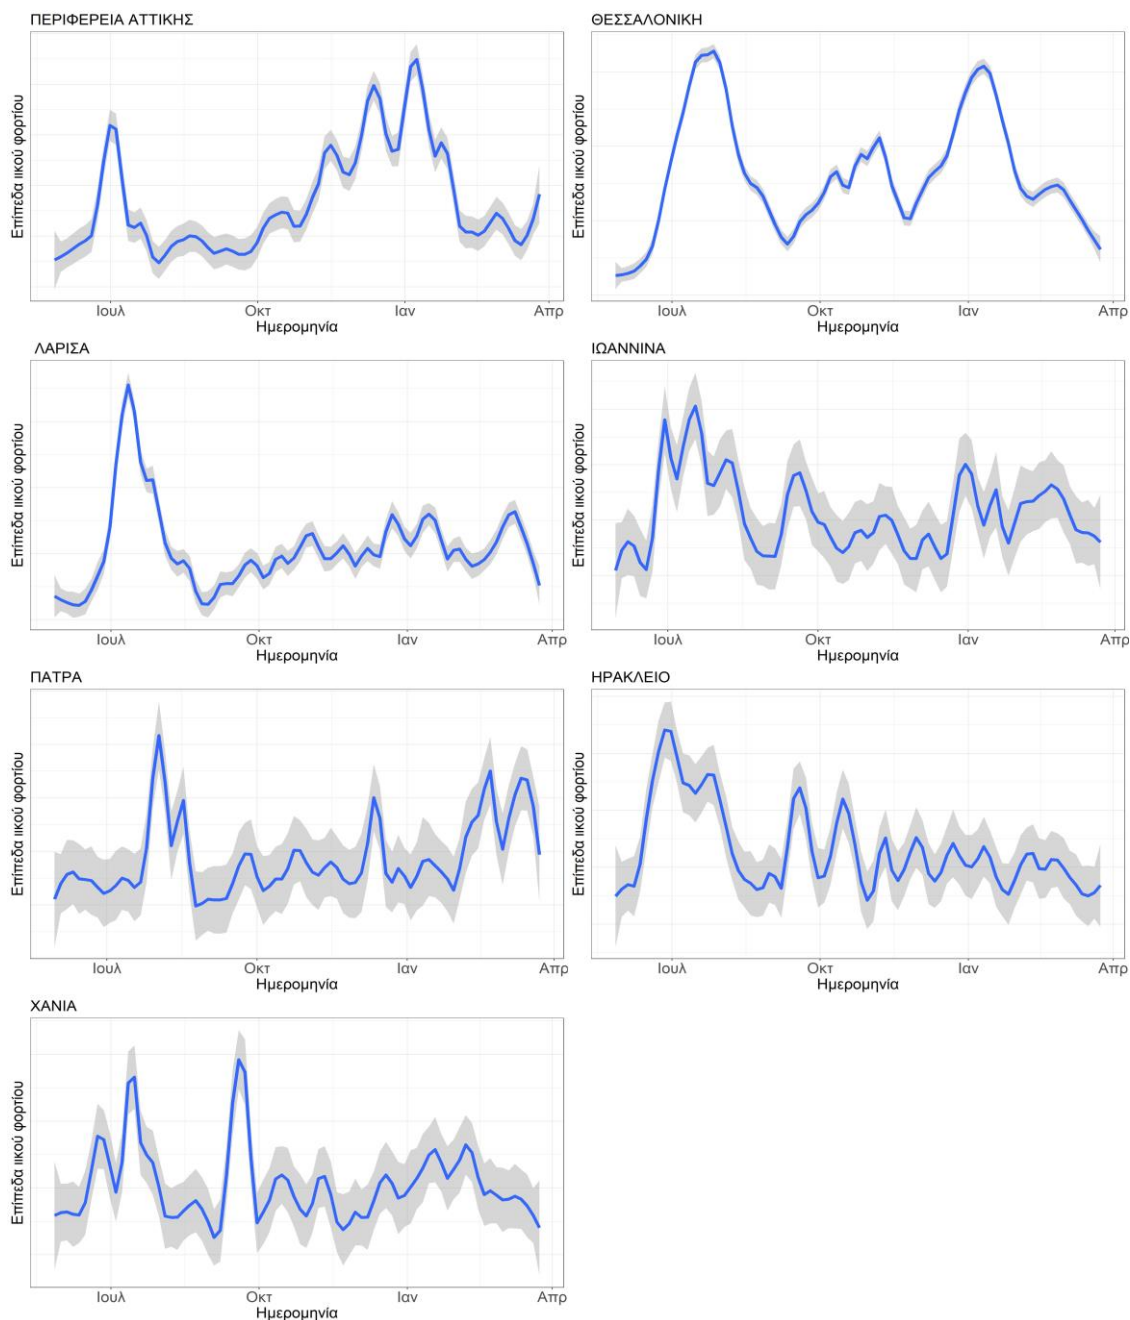 ΠΕΡΙΦΕΡΕΙΑ ΑΤΤΙΚΗΣ
Επίπεδα ιικού φορτίου
Ιουλ Οκτ Ιαν Απρ
Ημερομηνία
ΘΕΣΣΑΛΟΝΙΚΗ
Επίπεδα ιικού φορτίου
Ιουλ Οκτ Ιαν Απρ
Ημερομηνία
ΛΑΡΙΣΑ
Επίπεδα ιικού φορτίου
Ιουλ Οκτ Ιαν Απρ
Ημερομηνία
ΙΩΑΝΝΙΝΑ
Επίπεδα ιικού φορτίου
Ιουλ Οκτ Ιαν Απρ
Ημερομηνία
ΠΑΤΡΑ
Επίπεδα ιικού φορτίου
Ιουλ Οκτ Ιαν Απρ
Ημερομηνία
ΗΡΑΚΛΕΙΟ
Επίπεδα ιικού φορτίου
Ιουλ Οκτ Ιαν Απρ
Ημερομηνία
ΧΑΝΙΑ
Επίπεδα ιικού φορτίου
Ιουλ Οκτ Ιαν Απρ
Ημερομηνία